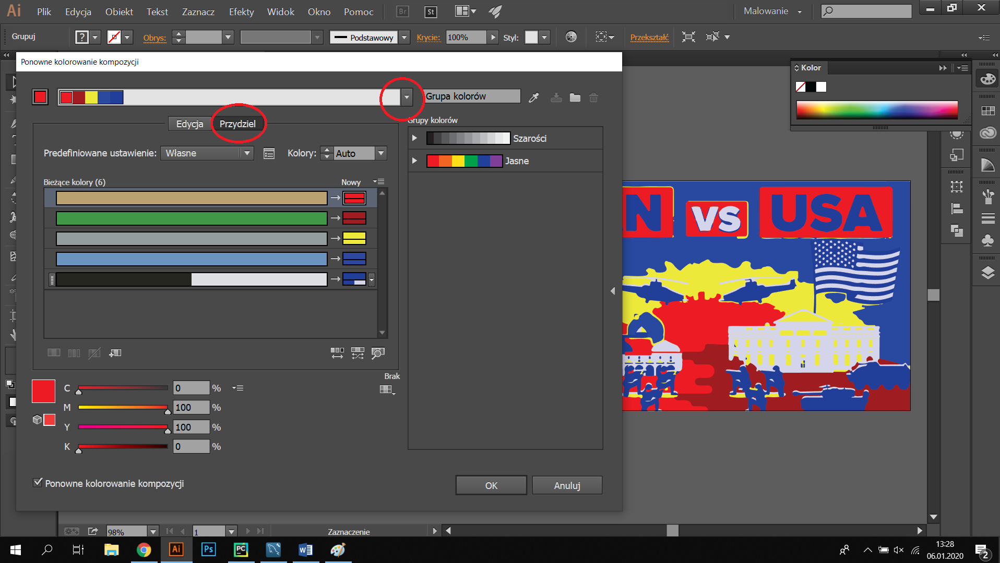 Ai Plik Edycja Obiekt Tekst Zaznacz Efekty Widok Okno Pomoc Br St Malowanie
Grupuj ? Obrys: Podstawowy Krycie: 100% Styl: Przekształć
Ponowne kolorowanie kompozycji
Kolor
Grupa kolorów
Edycja Przydziel
Grupy kolorów
Predefiniowane ustawienie: Własne Kolory: Auto
Szarości
Jasne
Bieżące kolory (6) Nowy
N VS USA
Brak
C 0 %
M 100 %
Y 100 %
K 0 %
Ponowne kolorowanie kompozycji
OK Anuluj
98% 1 Zaznaczenie
Ai Ps PC W
13:28
06.01.2020
2